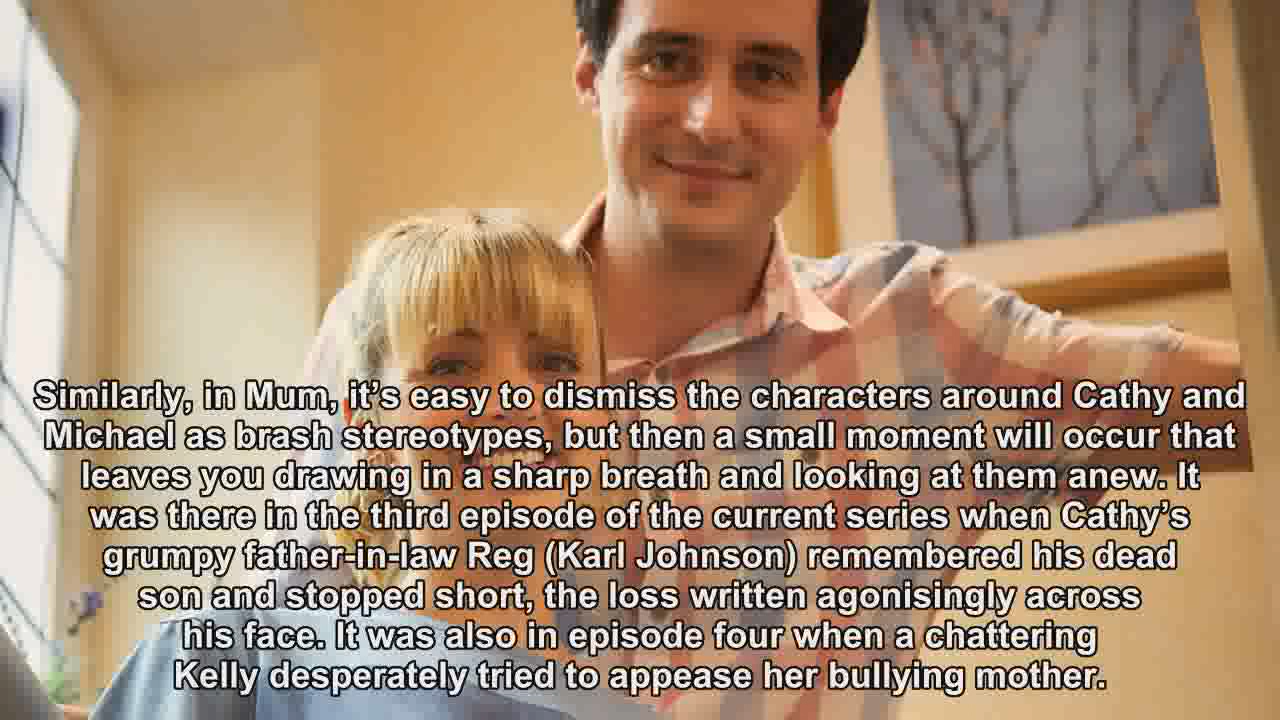 Similarly, in Mum, it’s easy to dismiss the characters around Cathy and
Michael as brash stereotypes, but then a small moment will occur that
leaves you drawing in a sharp breath and looking at them anew. It
was there in the third episode of the current series when Cathy’s
grumpy father-in-law Reg (Karl Johnson) remembered his dead
son and stopped short, the loss written agonisingly across
his face. It was also in episode four when a chattering
Kelly desperately tried to appease her bullying mother.